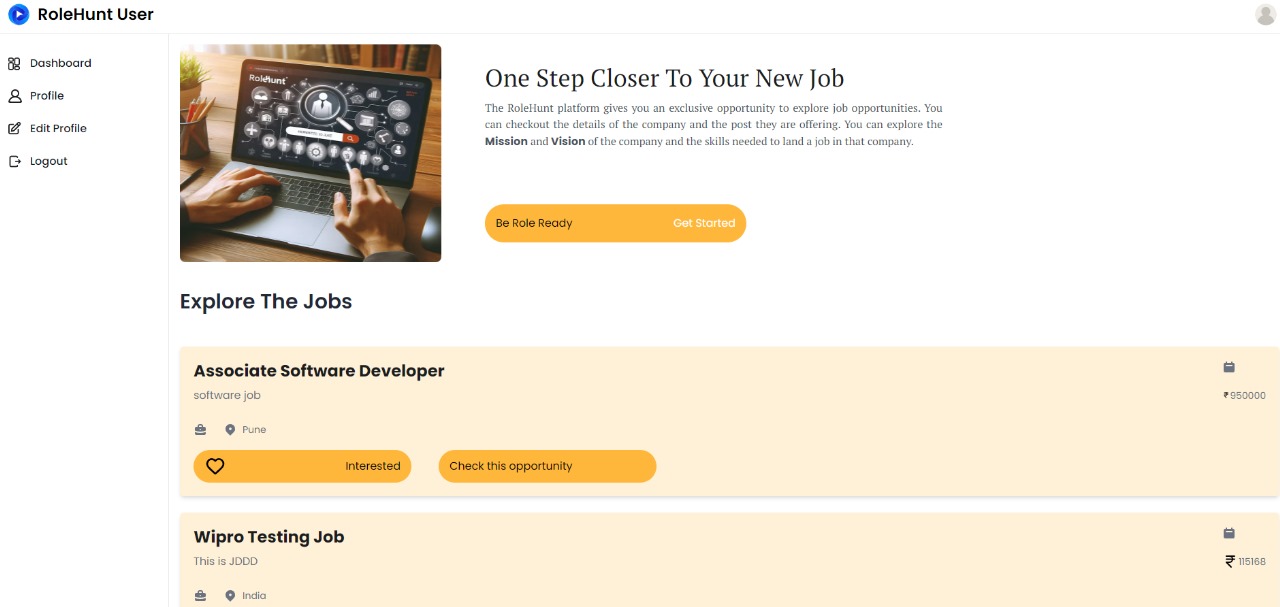 RoleHunt User
Dashboard
Profile
Edit Profile
Logout
RoleHunt
One Step Closer To Your New Job
The RoleHunt platform gives you an exclusive opportunity to explore job opportunities. You
can checkout the details of the company and the post they are offering. You can explore the
Mission and Vision of the company and the skills needed to land a job in that company.
Be Role Ready Get Started
Explore The Jobs
Associate Software Developer
software job
₹950000
Pune
Interested Check this opportunity
Wipro Testing Job
This is JDDD
₹ 115168
India